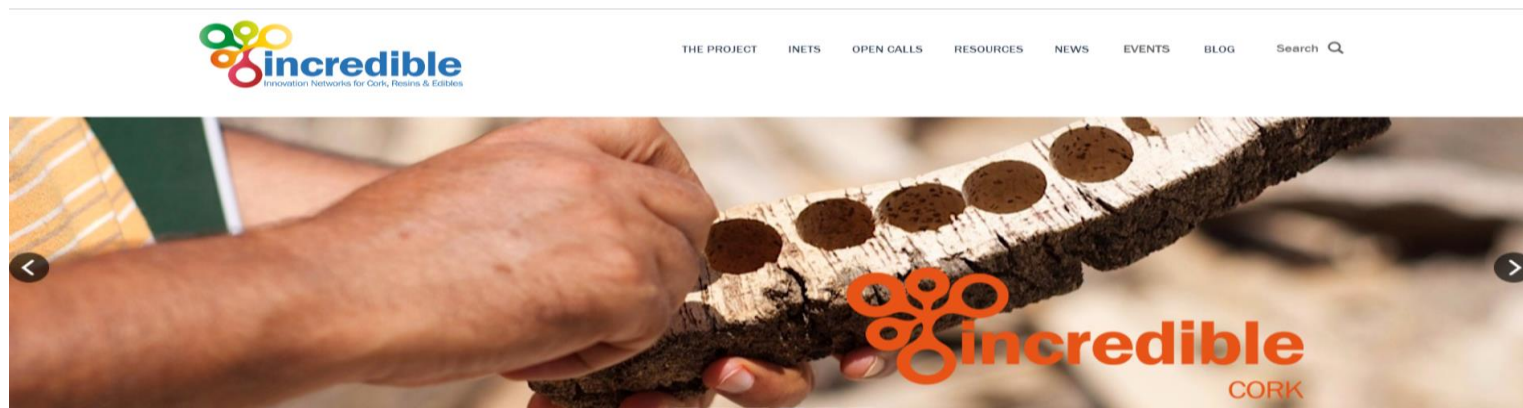 incredible
Innovation Networks for Cork, Resins & Edibles
THE PROJECT INETS OPEN CALLS RESOURCES NEWS EVENTS BLOG Search
incredible
CORK